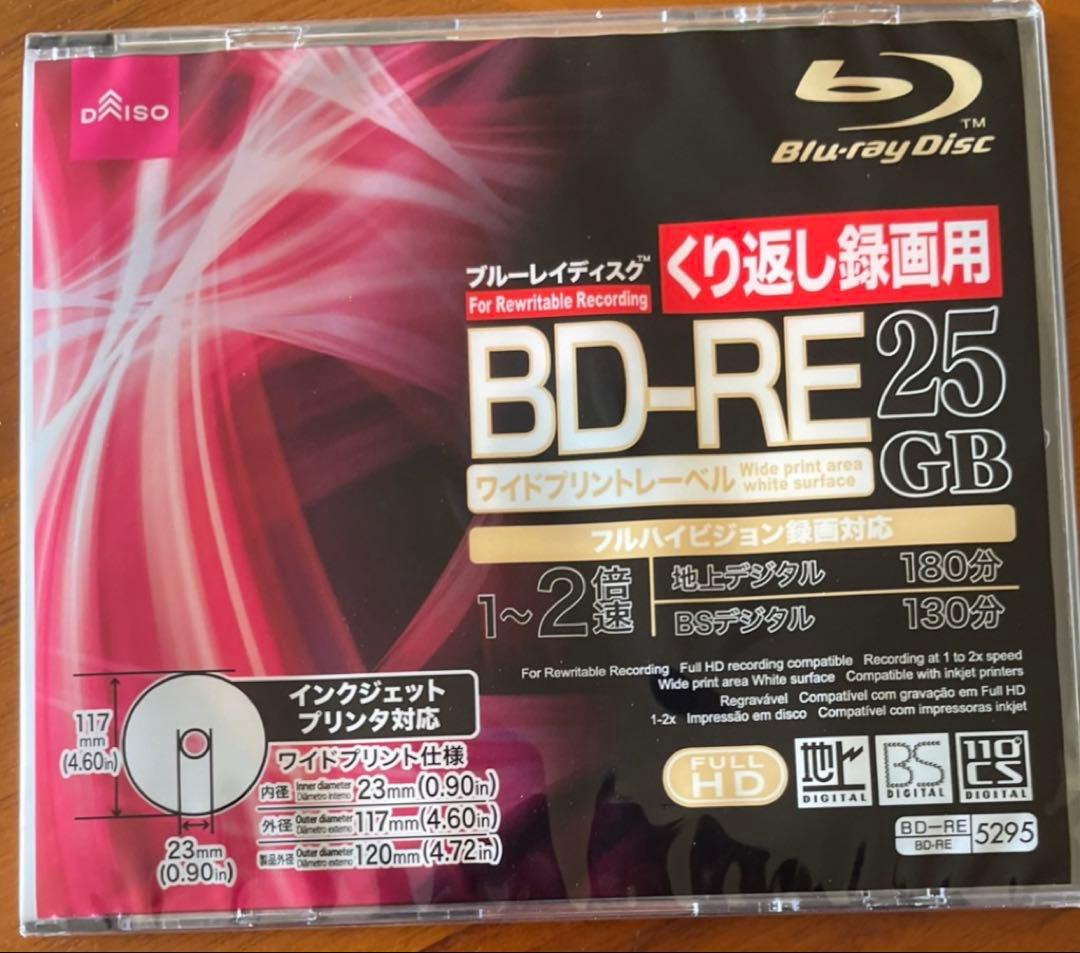 DAISO
Blu-ray Disc™
くり返し録画用
ブルーレイディスク™
For Rewritable Recording
BD-RE 25GB
ワイドプリントレーベル Wide print area white surface
フルハイビジョン録画対応
1~2倍速
地上デジタル 180分
BSデジタル 130分
For Rewritable Recording Full HD recording compatible Recording at 1 to 2x speed
Wide print area White surface Compatible with inkjet printers
Regravável Compatível com gravação em Full HD
1-2x Impressão em disco Compatível com impressoras inkjet
インクジェット
プリンタ対応
ワイドプリント仕様
内径 Inner diameter Diâmetro interno 23mm(0.90in)
外径 Outer diameter Diâmetro externo 117mm(4.60in)
製品外径 Outer diameter Diâmetro externo 120mm(4.72in)
117
mm
(4.60in)
23mm
(0.90in)
FULL
HD
地上
DIGITAL
BS
DIGITAL
110°
CS
DIGITAL
BD-RE
BD-RE
5295